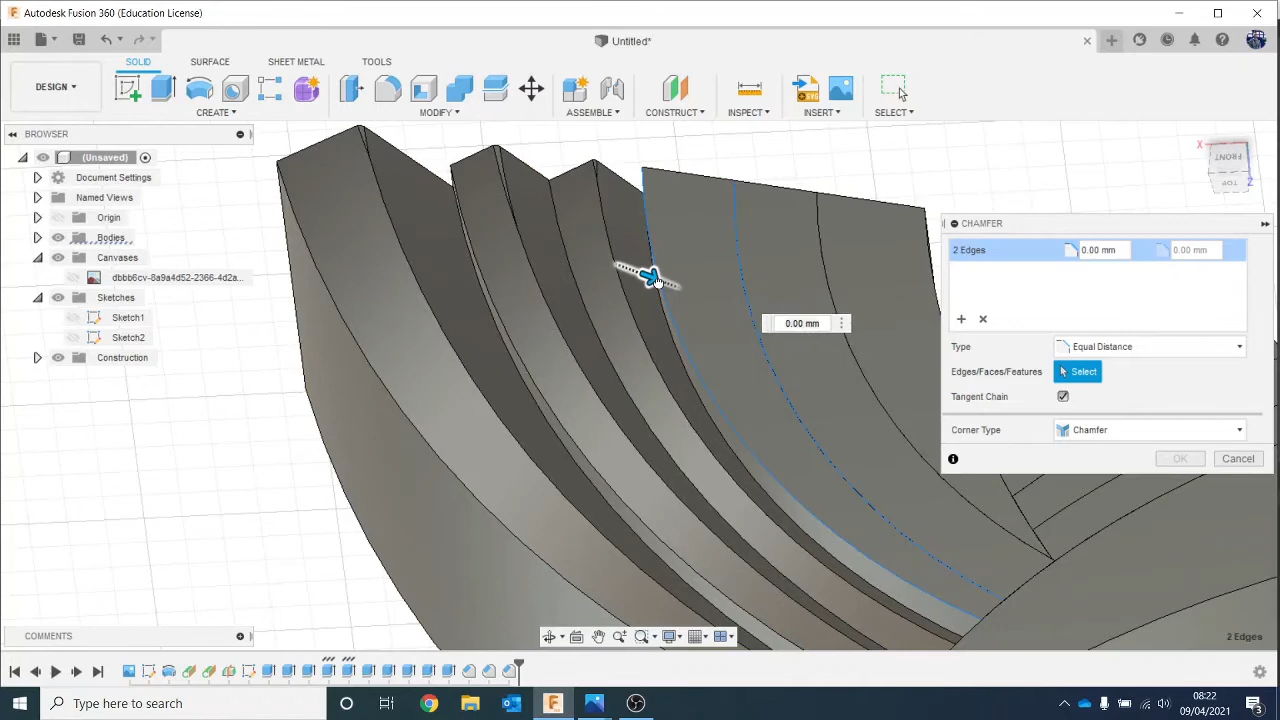 Autodesk Fusion 360 (Education License)
Untitled*
SOLID SURFACE SHEET METAL TOOLS
DESIGN
CREATE MODIFY ASSEMBLE CONSTRUCT INSPECT INSERT SELECT
BROWSER
(Unsaved)
Document Settings
Named Views
Origin
Bodies
Canvases
dbbb6cv-8a9a4d52-2366-4d2a...
Sketches
Sketch1
Sketch2
Construction
X
FRONT
TOP
Z
CHAMFER
2 Edges 0.00 mm 0.00 mm
Type Equal Distance
Edges/Faces/Features Select
Tangent Chain
Corner Type Chamfer
OK Cancel
0.00 mm
COMMENTS
2 Edges
Type here to search
08:22
09/04/2021
3